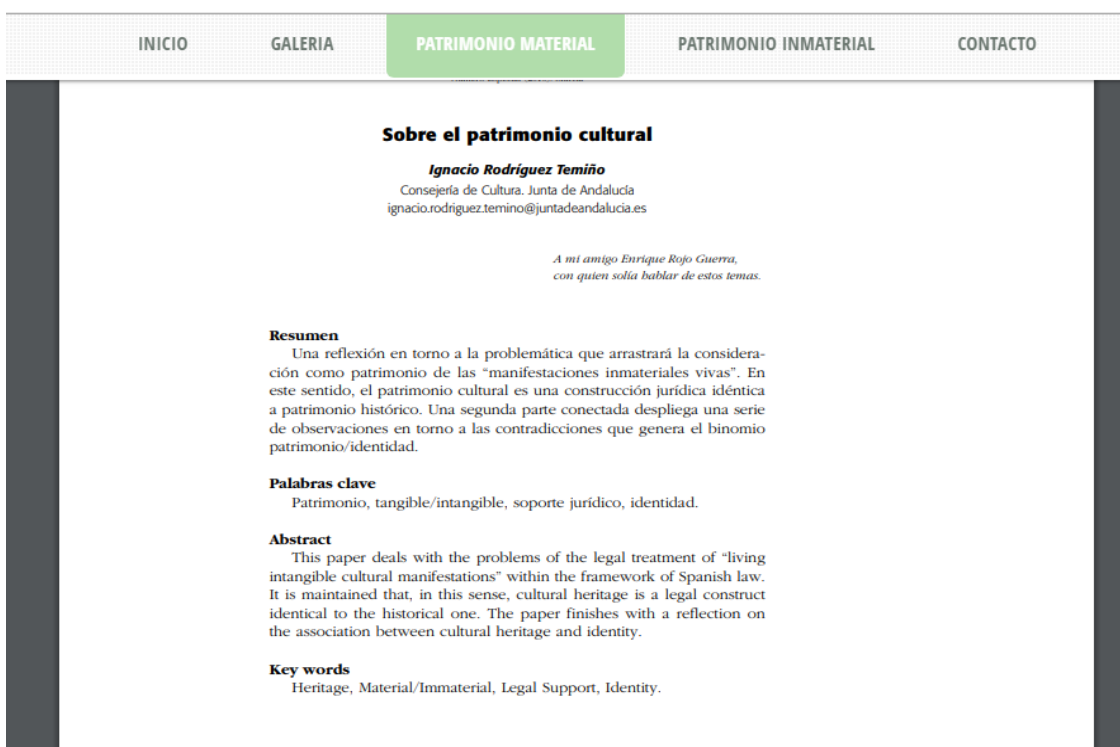 INICIO GALERIA PATRIMONIO MATERIAL PATRIMONIO INMATERIAL CONTACTO
Sobre el patrimonio cultural
Ignacio Rodríguez Temiño
Consejería de Cultura. Junta de Andalucía
ignacio.rodriguez.temino@juntadeandalucia.es
A mi amigo Enrique Rojo Guerra,
con quien solía hablar de estos temas.
Resumen
Una reflexión en torno a la problemática que arrastrará la considera-
ción como patrimonio de las “manifestaciones inmateriales vivas”. En
este sentido, el patrimonio cultural es una construcción jurídica idéntica
a patrimonio histórico. Una segunda parte conectada despliega una serie
de observaciones en torno a las contradicciones que genera el binomio
patrimonio/identidad.
Palabras clave
Patrimonio, tangible/intangible, soporte jurídico, identidad.
Abstract
This paper deals with the problems of the legal treatment of “living
intangible cultural manifestations” within the framework of Spanish law.
It is maintained that, in this sense, cultural heritage is a legal construct
identical to the historical one. The paper finishes with a reflection on
the association between cultural heritage and identity.
Key words
Heritage, Material/Immaterial, Legal Support, Identity.